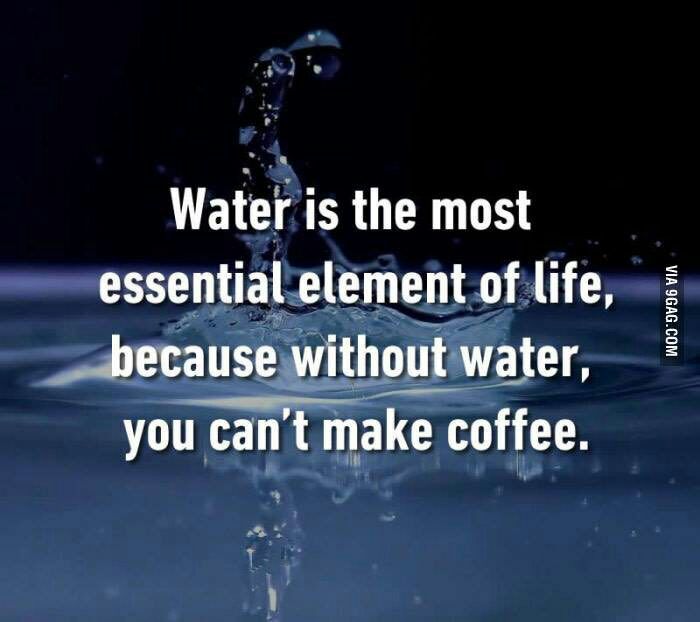 Water is the most
essential element of life,
because without water,
you can't make coffee.
VIA 9GAG.COM